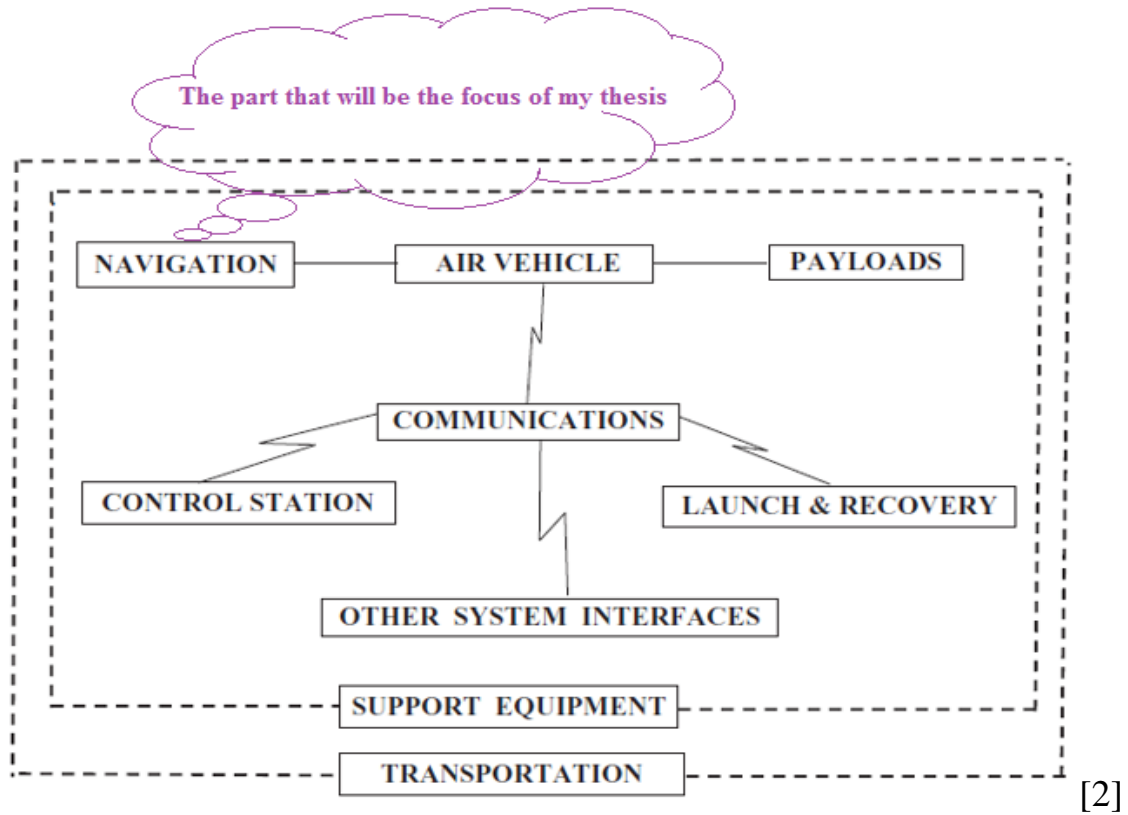 The part that will be the focus of my thesis
NAVIGATION
AIR VEHICLE
PAYLOADS
COMMUNICATIONS
CONTROL STATION
LAUNCH & RECOVERY
OTHER SYSTEM INTERFACES
SUPPORT EQUIPMENT
TRANSPORTATION
[2]